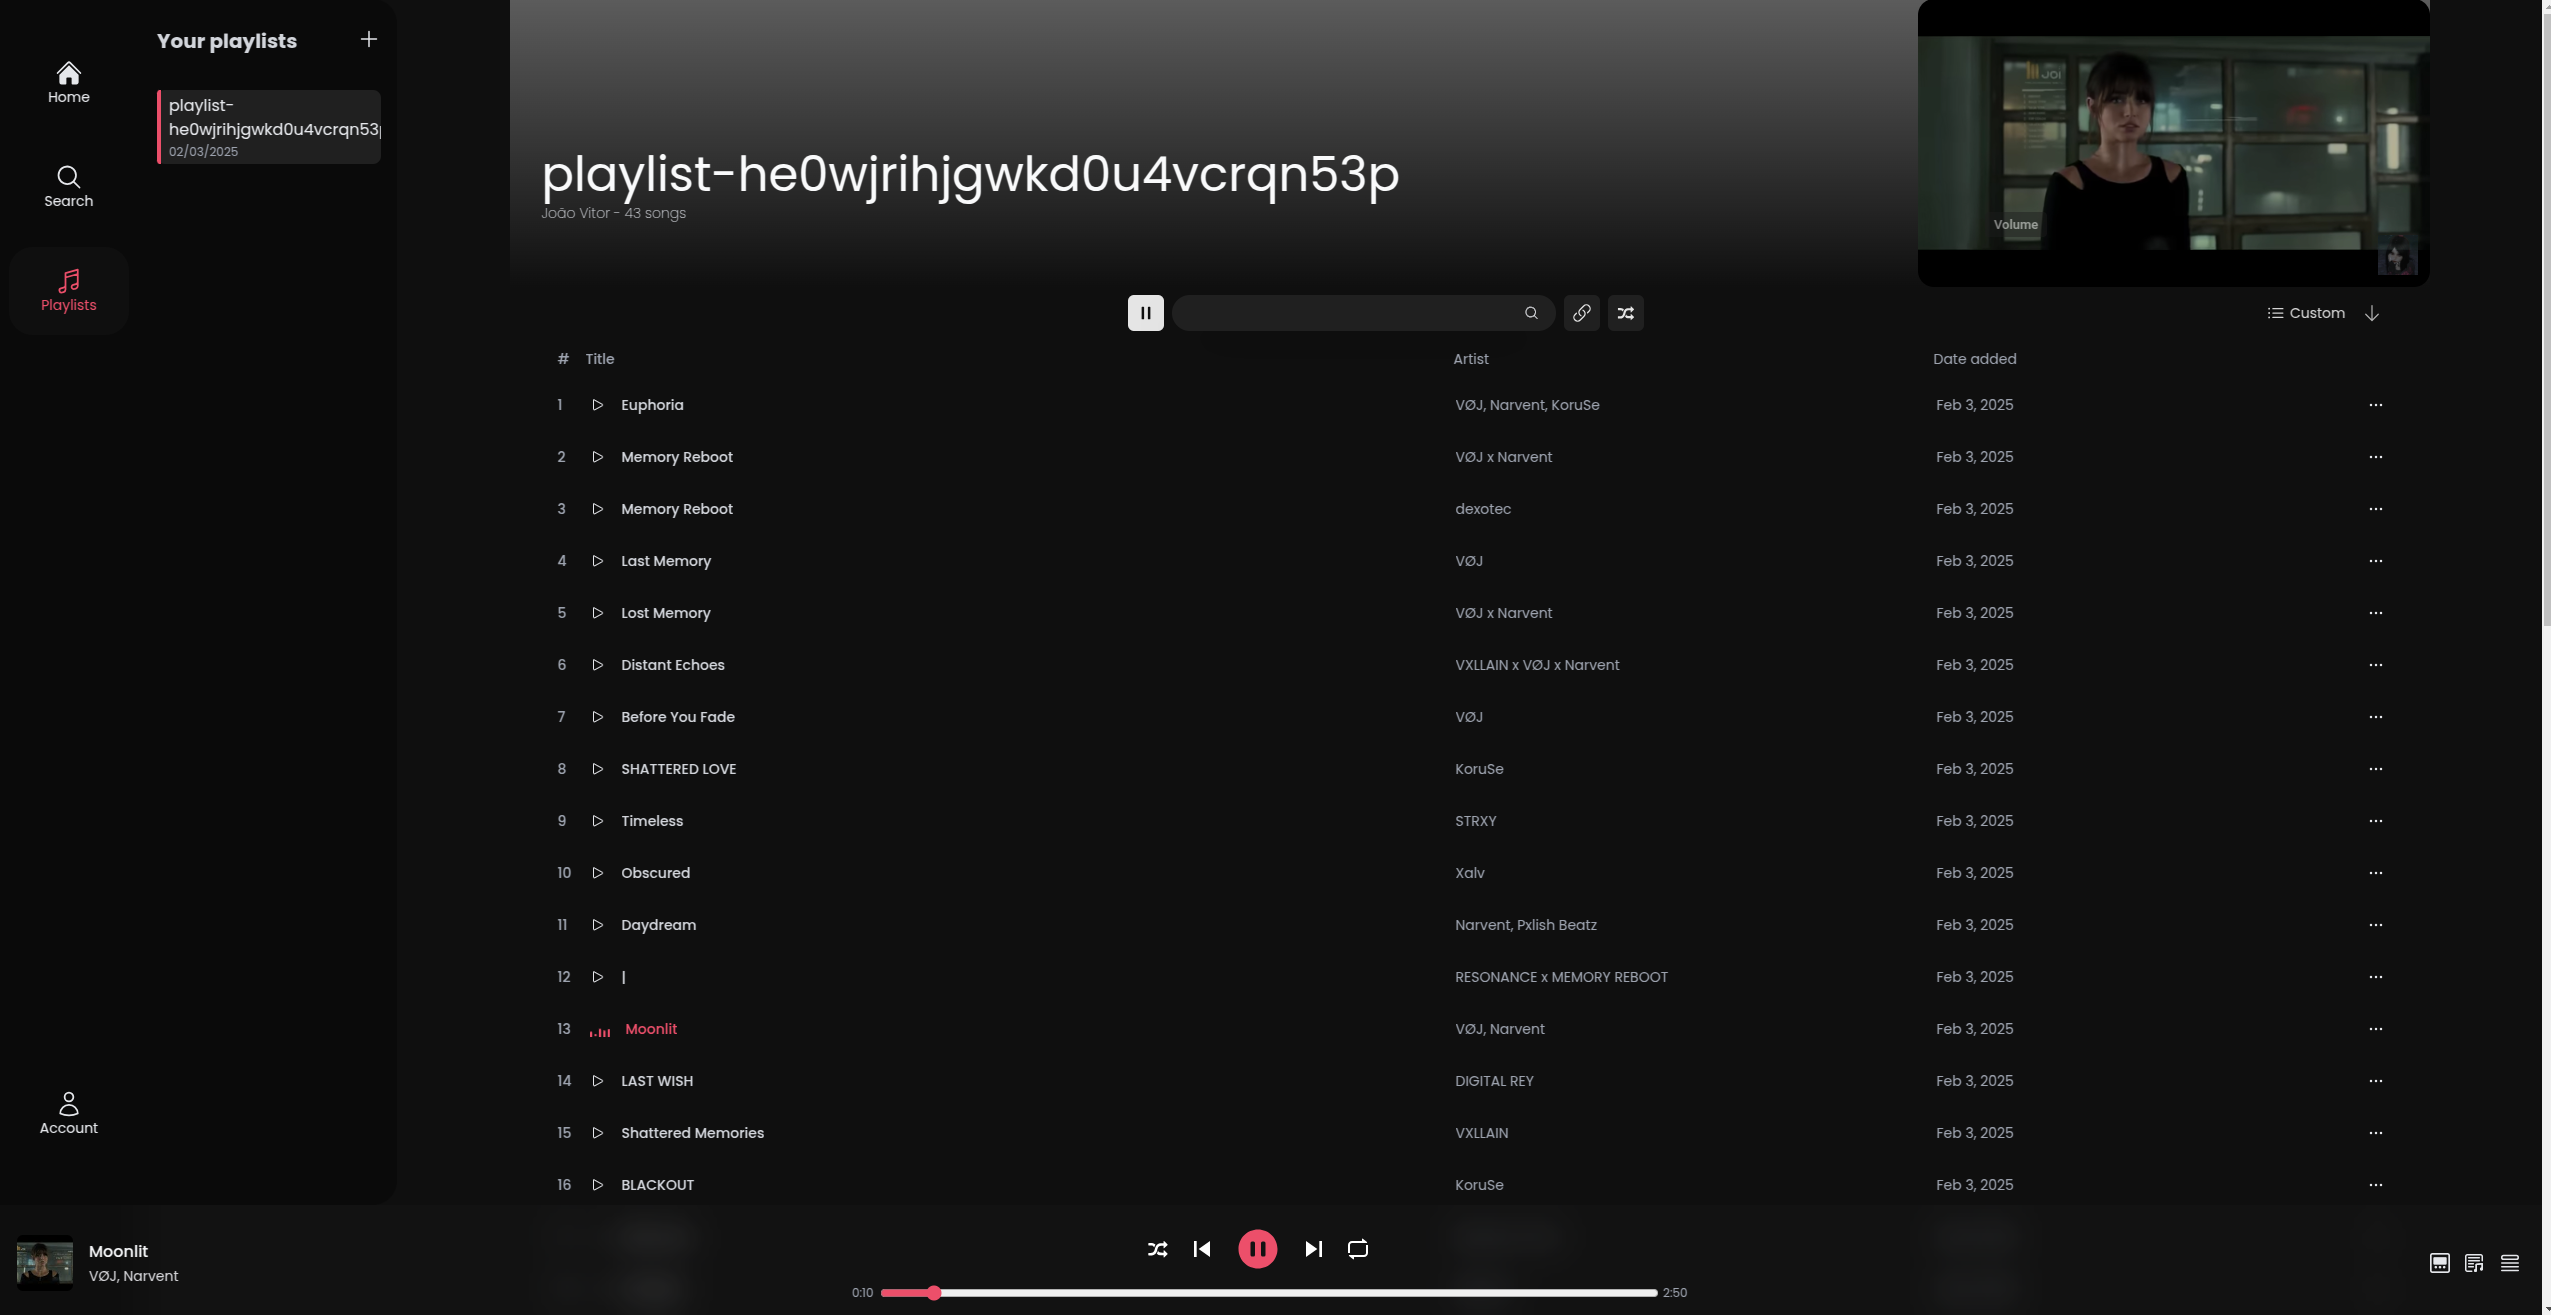 Your playlists
Home
playlist-
he0wjrihjgwkd0u4vcrqn53p
02/03/2025
Search
Playlists
Account
JOI
Volume
playlist-he0wjrihjgwkd0u4vcrqn53p
João Vitor - 43 songs
Custom
# Title Artist Date added
1 Euphoria VØJ, Narvent, KoruSe Feb 3, 2025
2 Memory Reboot VØJ x Narvent Feb 3, 2025
3 Memory Reboot dexotec Feb 3, 2025
4 Last Memory VØJ Feb 3, 2025
5 Lost Memory VØJ x Narvent Feb 3, 2025
6 Distant Echoes VXLLAIN x VØJ x Narvent Feb 3, 2025
7 Before You Fade VØJ Feb 3, 2025
8 SHATTERED LOVE KoruSe Feb 3, 2025
9 Timeless STRXY Feb 3, 2025
10 Obscured Xalv Feb 3, 2025
11 Daydream Narvent, Pxlish Beatz Feb 3, 2025
12 | RESONANCE x MEMORY REBOOT Feb 3, 2025
13 Moonlit VØJ, Narvent Feb 3, 2025
14 LAST WISH DIGITAL REY Feb 3, 2025
15 Shattered Memories VXLLAIN Feb 3, 2025
16 BLACKOUT KoruSe Feb 3, 2025
Moonlit
VØJ, Narvent
0:10 2:50